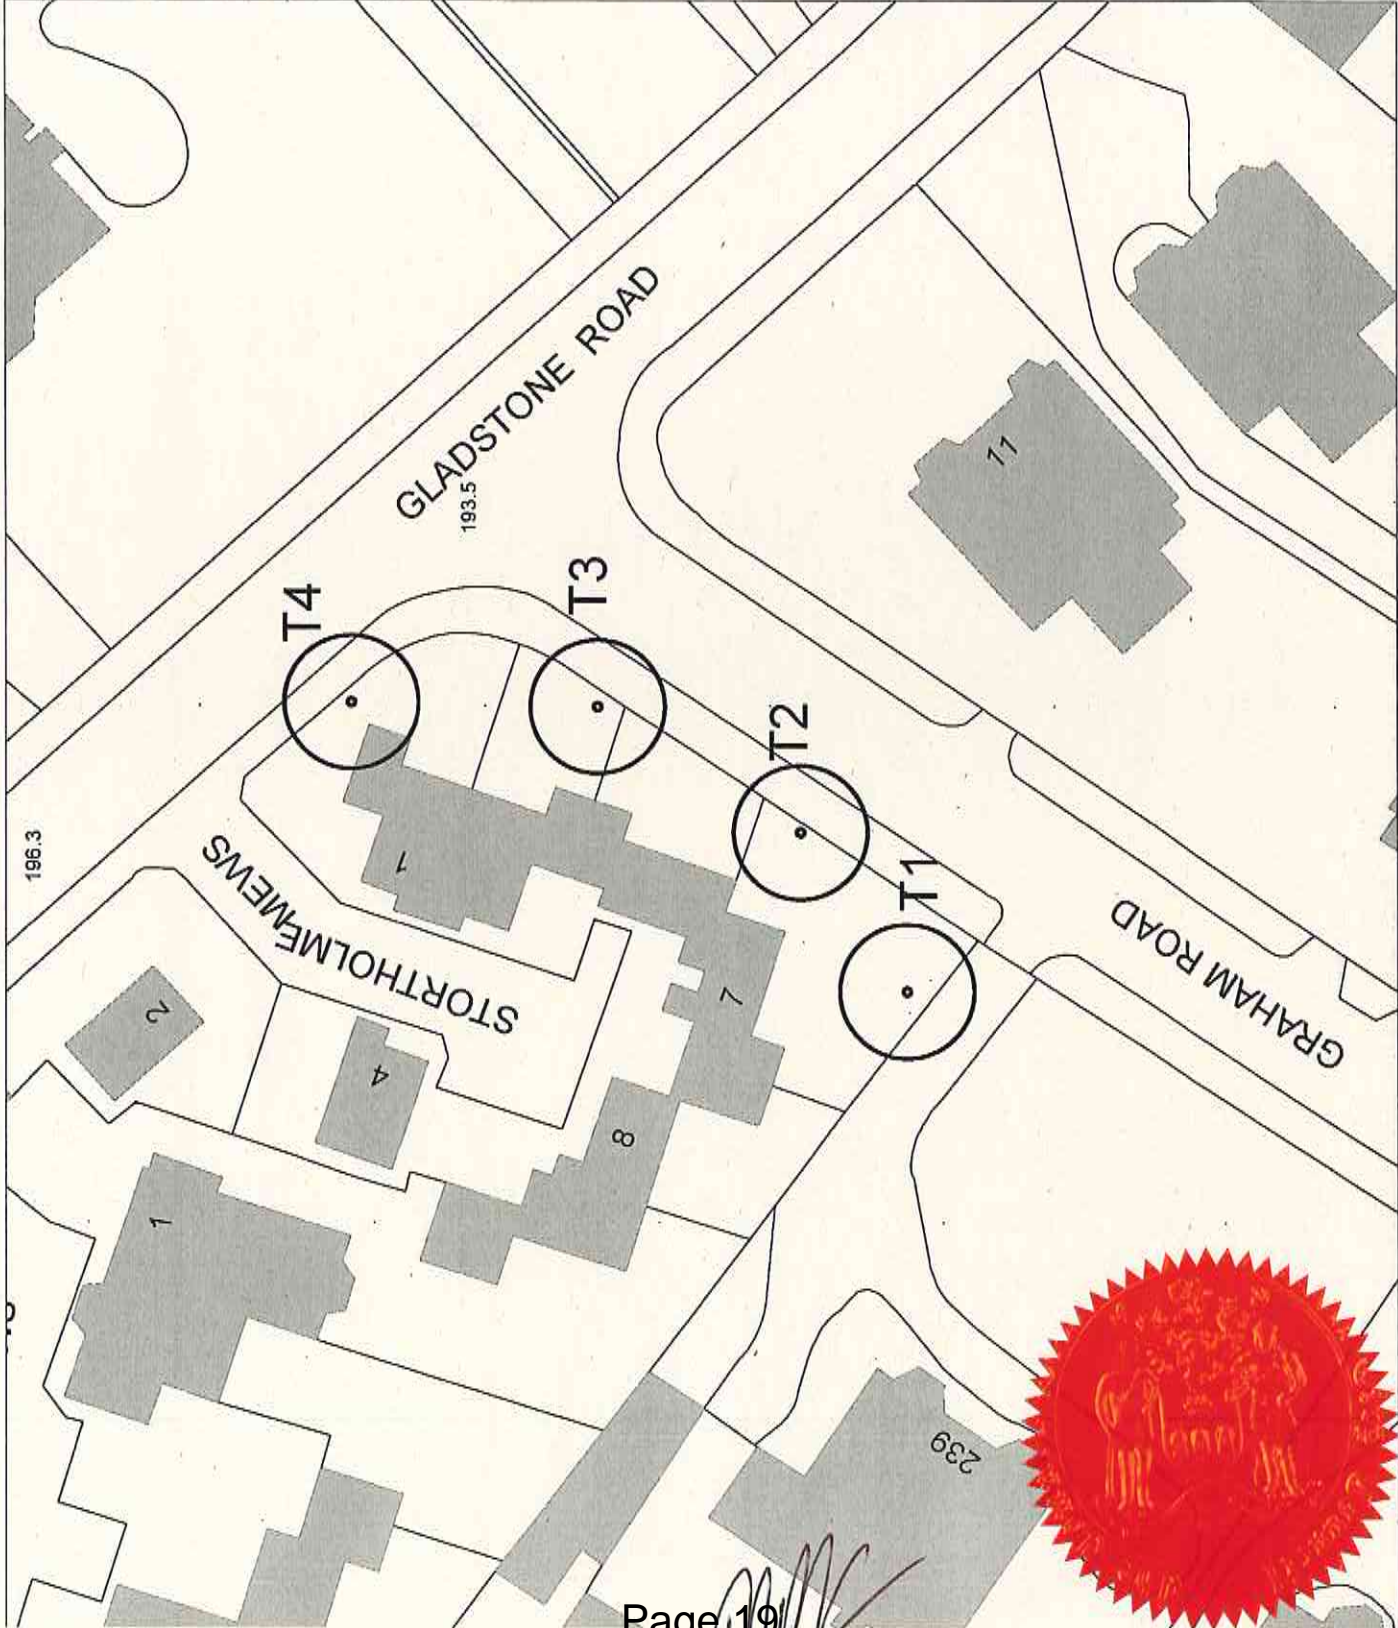 GLADSTONE ROAD
193.5
T4
T3
T2
T1
196.3
STORTHOLME MEWS
GRAHAM ROAD
11
1
2
4
7
8
1
239
Page 19